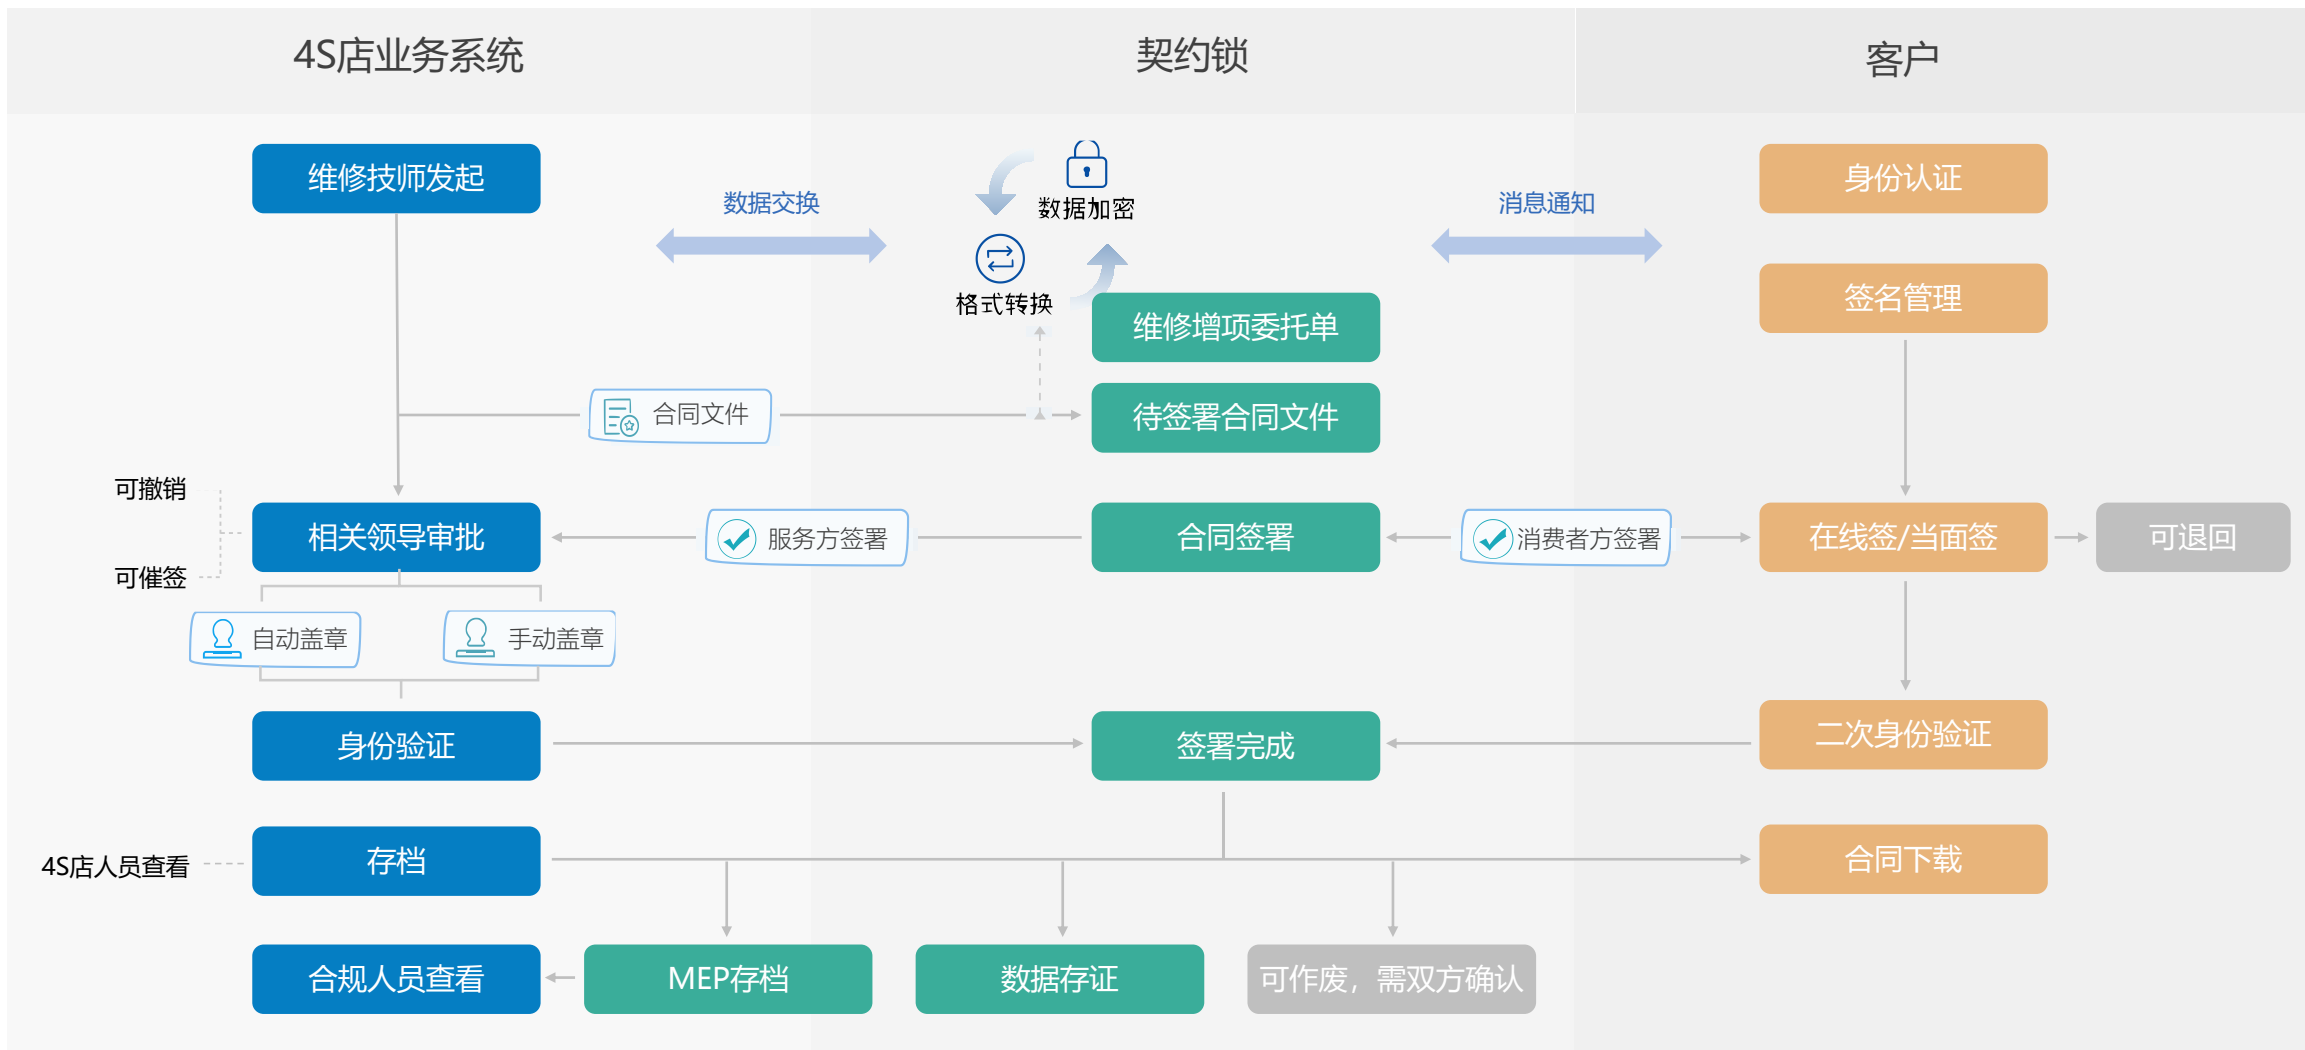 4S店业务系统
契约锁
客户
维修技师发起
身份认证
数据交换
数据加密
消息通知
格式转换
签名管理
维修增项委托单
合同文件
待签署合同文件
可撤销
相关领导审批
服务方签署
合同签署
消费者方签署
在线签/当面签
可退回
可催签
自动盖章
手动盖章
身份验证
签署完成
二次身份验证
4S店人员查看
存档
合同下载
合规人员查看
MEP存档
数据存证
可作废，需双方确认